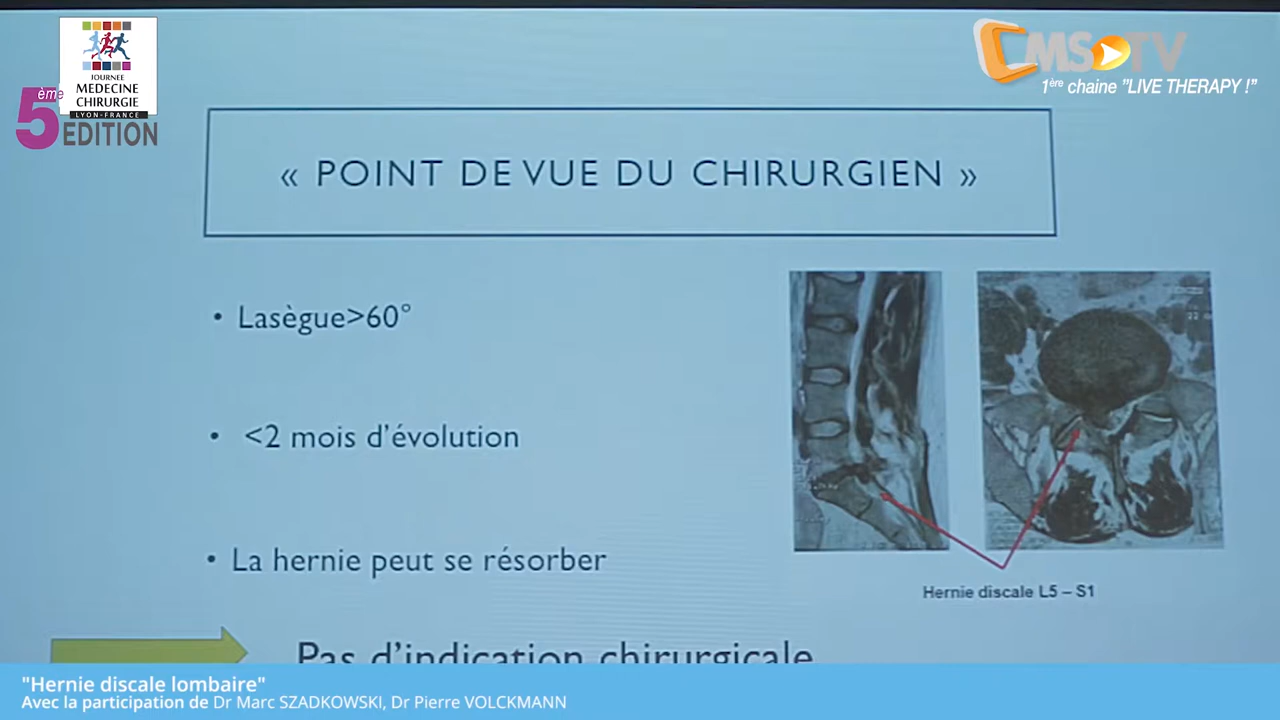 5ème
EDITION
JOURNEE
MEDECINE
CHIRURGIE
LYON-FRANCE
CMS TV
1ère chaine "LIVE THERAPY !"
« POINT DE VUE DU CHIRURGIEN »
• Lasègue>60°
• <2 mois d'évolution
• La hernie peut se résorber
Hernie discale L5 – S1
Pas d'indication chirurgicale
"Hernie discale lombaire"
Avec la participation de Dr Marc SZADKOWSKI, Dr Pierre VOLCKMANN